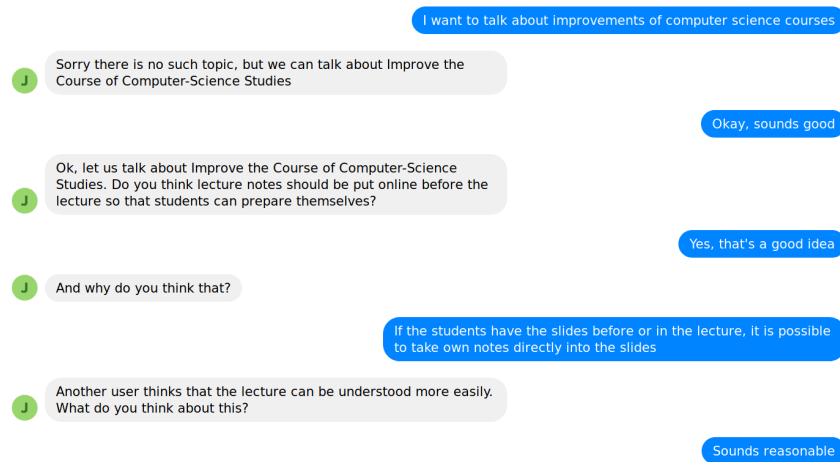 I want to talk about improvements of computer science courses
Sorry there is no such topic, but we can talk about Improve the
Course of Computer-Science Studies
J
Okay, sounds good
Ok, let us talk about Improve the Course of Computer-Science
Studies. Do you think lecture notes should be put online before the
lecture so that students can prepare themselves?
J
Yes, that's a good idea
J
And why do you think that?
If the students have the slides before or in the lecture, it is possible
to take own notes directly into the slides
Another user thinks that the lecture can be understood more easily.
What do you think about this?
J
Sounds reasonable